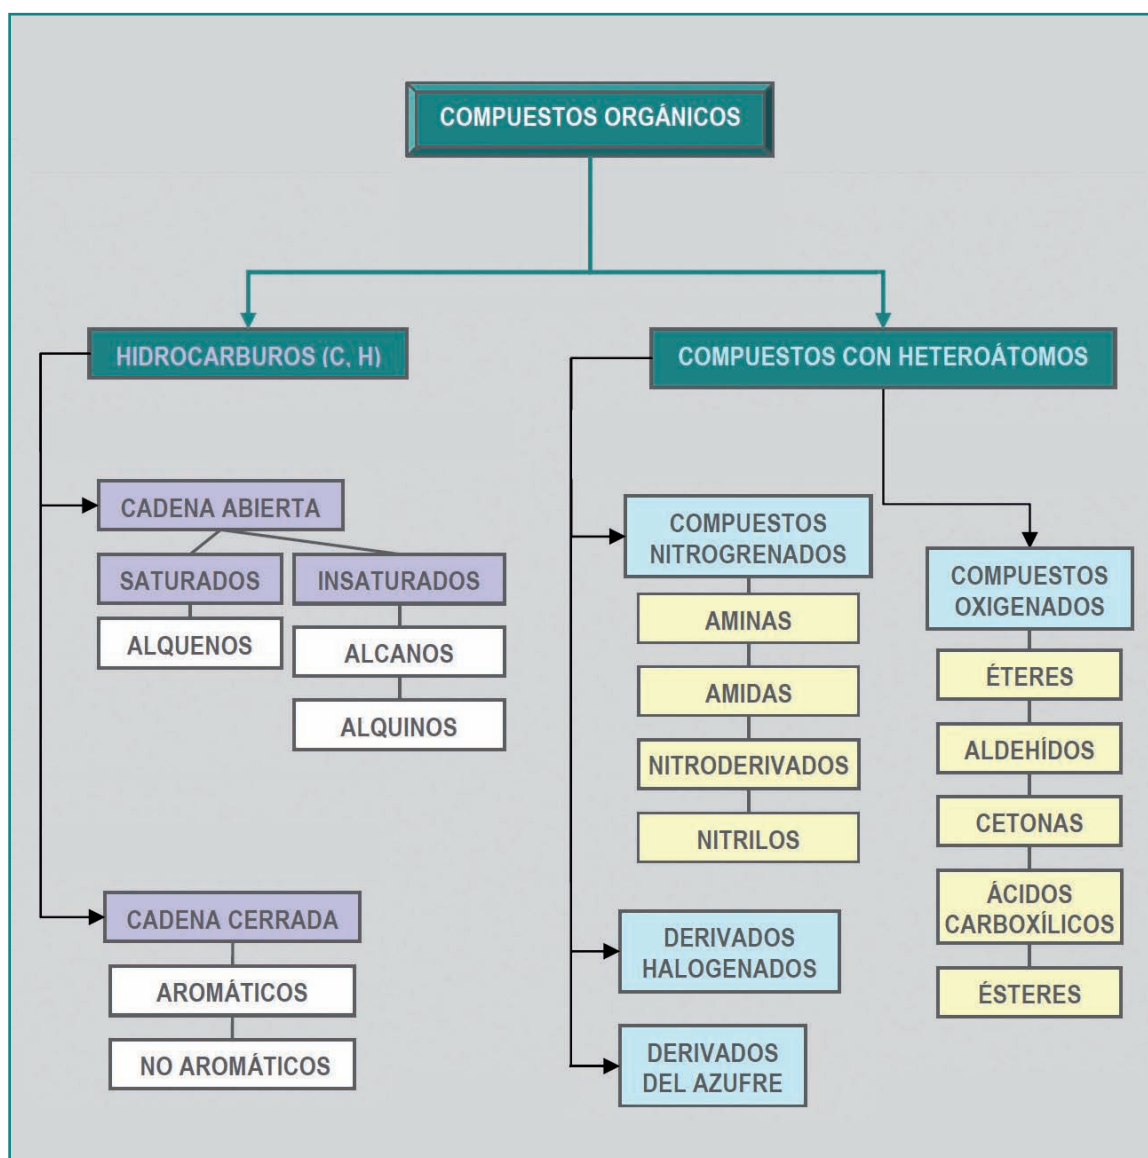 COMPUESTOS ORGÁNICOS
HIDROCARBUROS (C, H)
CADENA ABIERTA
SATURADOS
INSATURADOS
ALQUENOS
ALCANOS
ALQUINOS
CADENA CERRADA
AROMÁTICOS
NO AROMÁTICOS
COMPUESTOS CON HETEROÁTOMOS
COMPUESTOS
NITROGRENADOS
AMINAS
AMIDAS
NITRODERIVADOS
NITRILOS
DERIVADOS
HALOGENADOS
DERIVADOS
DEL AZUFRE
COMPUESTOS
OXIGENADOS
ÉTERES
ALDEHÍDOS
CETONAS
ÁCIDOS
CARBOXÍLICOS
ÉSTERES